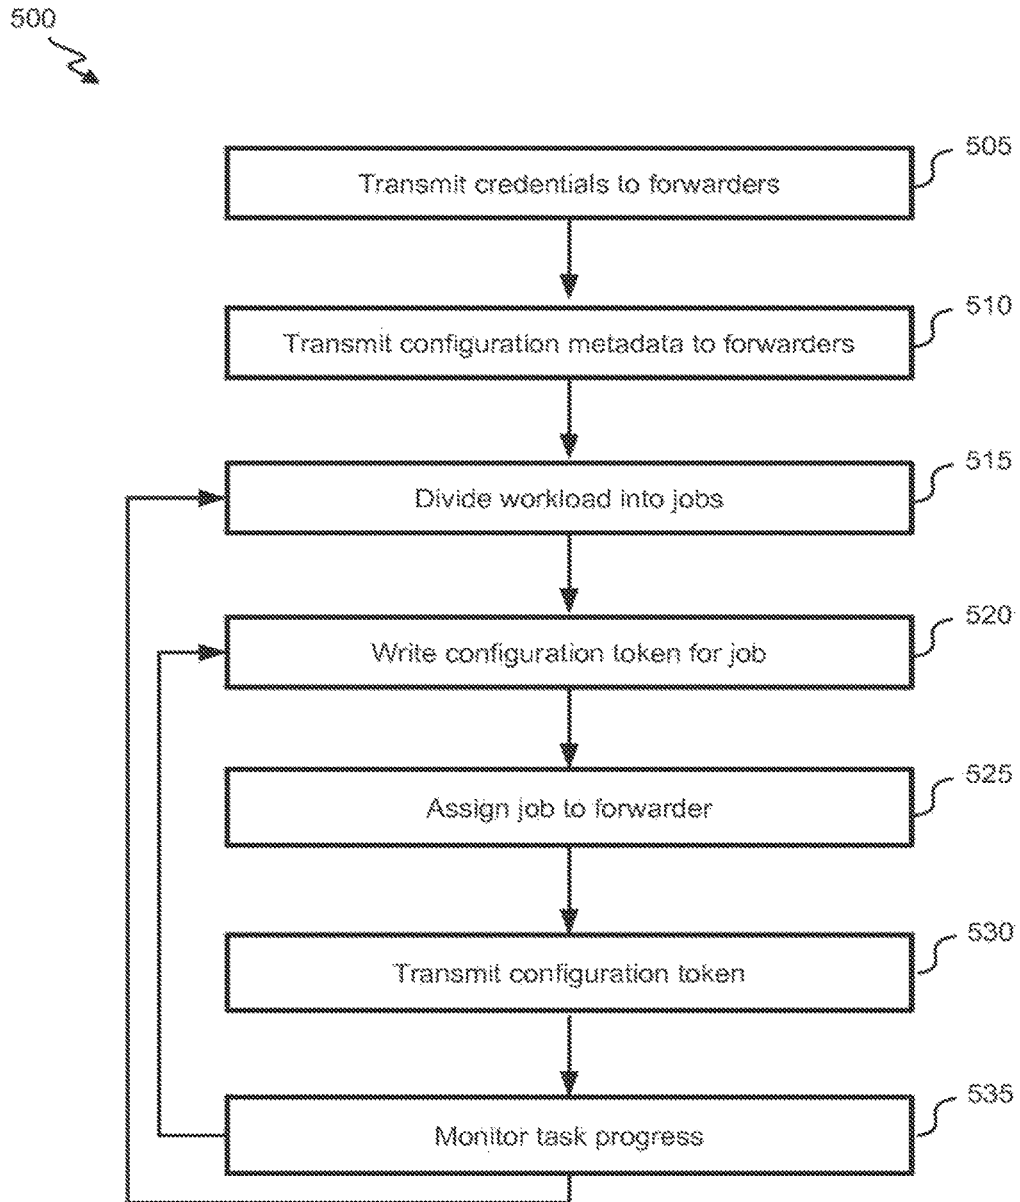 500
505
Transmit credentials to forwarders
510
Transmit configuration metadata to forwarders
515
Divide workload into jobs
520
Write configuration token for job
525
Assign job to forwarder
530
Transmit configuration token
535
Monitor task progress